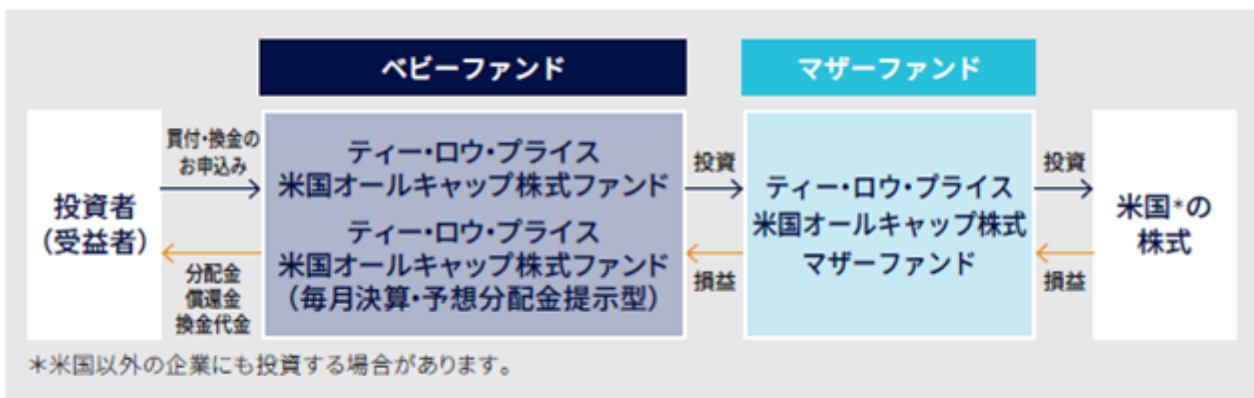 ベビーファンド
マザーファンド
投資者
（受益者）
買付・換金の
お申込み
分配金
償還金
換金代金
ティー・ロウ・プライス
米国オールキャップ株式ファンド
ティー・ロウ・プライス
米国オールキャップ株式ファンド
（毎月決算・予想分配金提示型）
投資
損益
ティー・ロウ・プライス
米国オールキャップ株式
マザーファンド
投資
損益
米国*の
株式
＊米国以外の企業にも投資する場合があります。